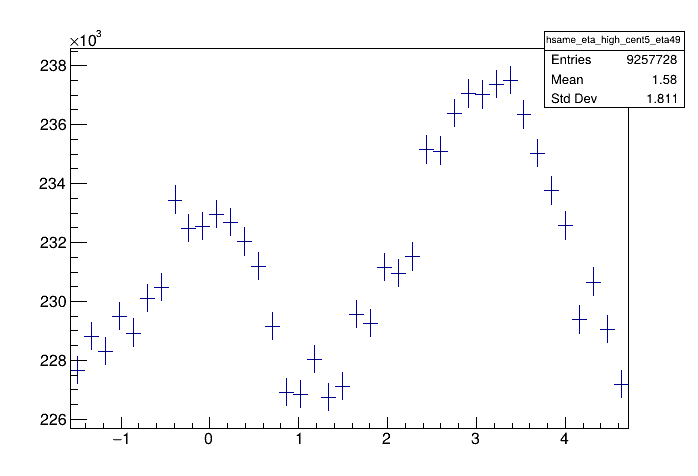 ×10³
hsame_eta_high_cent5_eta49
Entries 9257728
Mean 1.58
Std Dev 1.811
238
236
234
232
230
228
226
−1 0 1 2 3 4